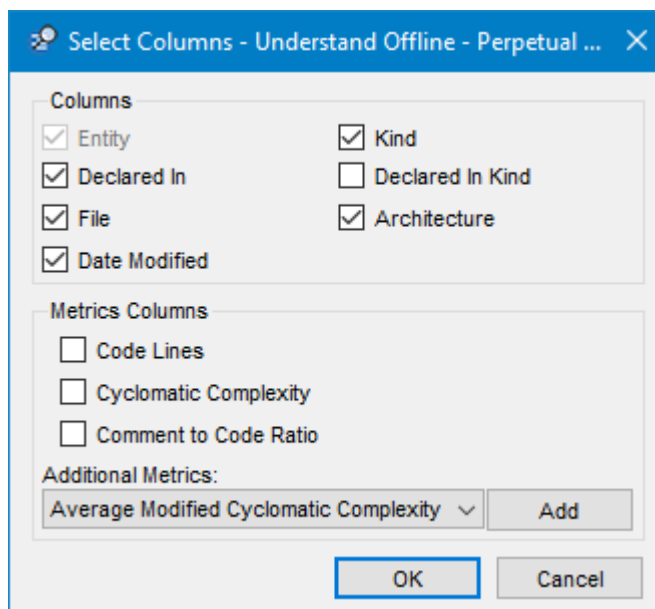 Select Columns - Understand Offline - Perpetual ...
Columns
Entity
Kind
Declared In
Declared In Kind
File
Architecture
Date Modified
Metrics Columns
Code Lines
Cyclomatic Complexity
Comment to Code Ratio
Additional Metrics:
Average Modified Cyclomatic Complexity
Add
OK
Cancel